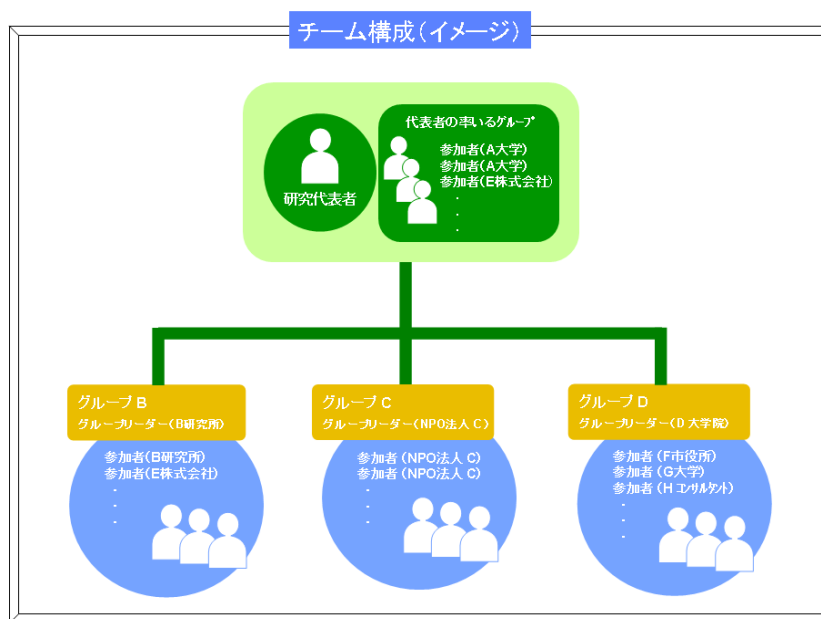 チーム構成(イメージ)
代表者の率いるグループ
参加者(A大学)
参加者(A大学)
参加者(E株式会社)
.
.
.
研究代表者
グループ B
グループリーダー(B研究所)
参加者(B研究所)
参加者(E株式会社)
.
.
.
グループ C
グループリーダー(NPO法人 C)
参加者 (NPO法人 C)
参加者 (NPO法人 C)
.
.
.
グループ D
グループリーダー(D 大学院)
参加者 (F市役所)
参加者 (G大学)
参加者 (H コンサルタント)
.
.
.